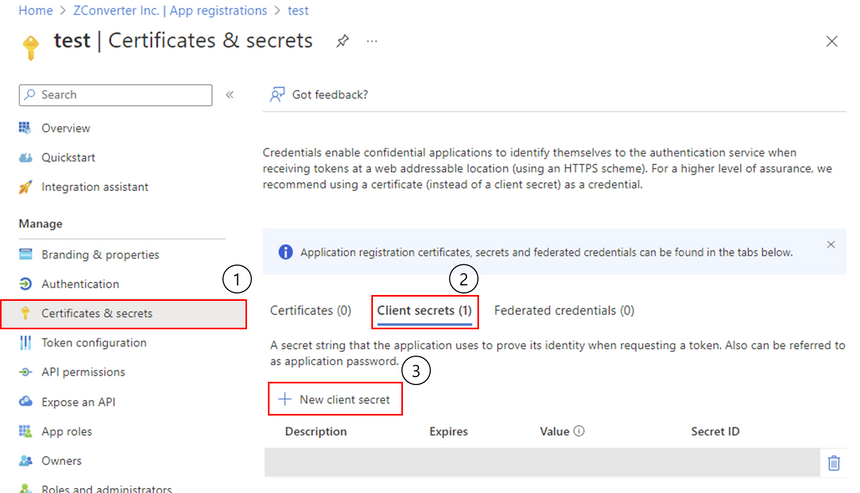 Home > ZConverter Inc. | App registrations > test
test | Certificates & secrets
...
Search
«
Got feedback?
Overview
Quickstart
Integration assistant
Manage
Branding & properties
Authentication
Certificates & secrets
Token configuration
API permissions
Expose an API
App roles
Owners
Roles and administrators
Credentials enable confidential applications to identify themselves to the authentication service when
receiving tokens at a web addressable location (using an HTTPS scheme). For a higher level of assurance, we
recommend using a certificate (instead of a client secret) as a credential.
Application registration certificates, secrets and federated credentials can be found in the tabs below.
1
2
Certificates (0) Client secrets (1) Federated credentials (0)
A secret string that the application uses to prove its identity when requesting a token. Also can be referred to
as application password.
3
+ New client secret
Description Expires Value Secret ID